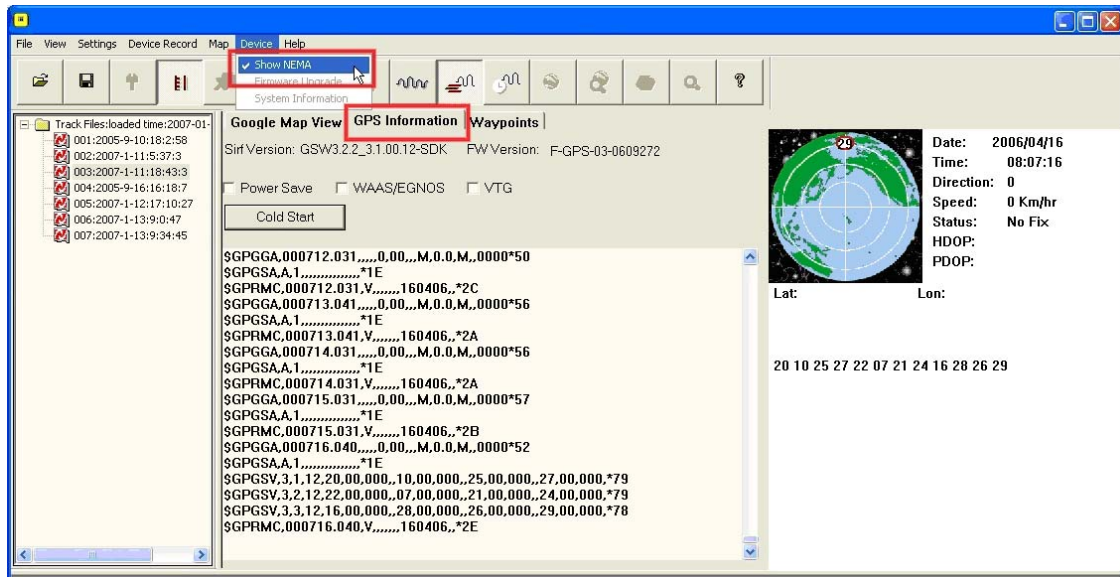 File View Settings Device Record Map Device Help
Show NEMA
Firmware Upgrade
System Information
Track Files:loaded time:2007-01-
001:2005-9-10:18:2:58
002:2007-1-11:5:37:3
003:2007-1-11:18:43:3
004:2005-9-16:16:18:7
005:2007-1-12:17:10:27
006:2007-1-13:9:0:47
007:2007-1-13:9:34:45
Google Map View GPS Information Waypoints
Sirf Version: GSW3.2.2_3.1.00.12-SDK FW Version: F-GPS-03-0609272
Power Save WAAS/EGNOS VTG
Cold Start
$GPGGA,000712.031,,,,,0,00,,,M,0.0,M,,0000*50
$GPGSA,A,1,,,,,,,,,,,,,,,*1E
$GPRMC,000712.031,V,,,,,,,160406,,*2C
$GPGGA,000713.041,,,,,0,00,,,M,0.0,M,,0000*56
$GPGSA,A,1,,,,,,,,,,,,,,,*1E
$GPRMC,000713.041,V,,,,,,,160406,,*2A
$GPGGA,000714.031,,,,,0,00,,,M,0.0,M,,0000*56
$GPGSA,A,1,,,,,,,,,,,,,,,*1E
$GPRMC,000714.031,V,,,,,,,160406,,*2A
$GPGGA,000715.031,,,,,0,00,,,M,0.0,M,,0000*57
$GPGSA,A,1,,,,,,,,,,,,,,,*1E
$GPRMC,000715.031,V,,,,,,,160406,,*2B
$GPGGA,000716.040,,,,,0,00,,,M,0.0,M,,0000*52
$GPGSA,A,1,,,,,,,,,,,,,,,*1E
$GPGSV,3,1,12,20,00,000,,10,00,000,,25,00,000,,27,00,000,*79
$GPGSV,3,2,12,22,00,000,,07,00,000,,21,00,000,,24,00,000,*79
$GPGSV,3,3,12,16,00,000,,28,00,000,,26,00,000,,29,00,000,*78
$GPRMC,000716.040,V,,,,,,,160406,,*2E
29
Date: 2006/04/16
Time: 08:07:16
Direction: 0
Speed: 0 Km/hr
Status: No Fix
HDOP:
PDOP:
Lat: Lon:
20 10 25 27 22 07 21 24 16 28 26 29